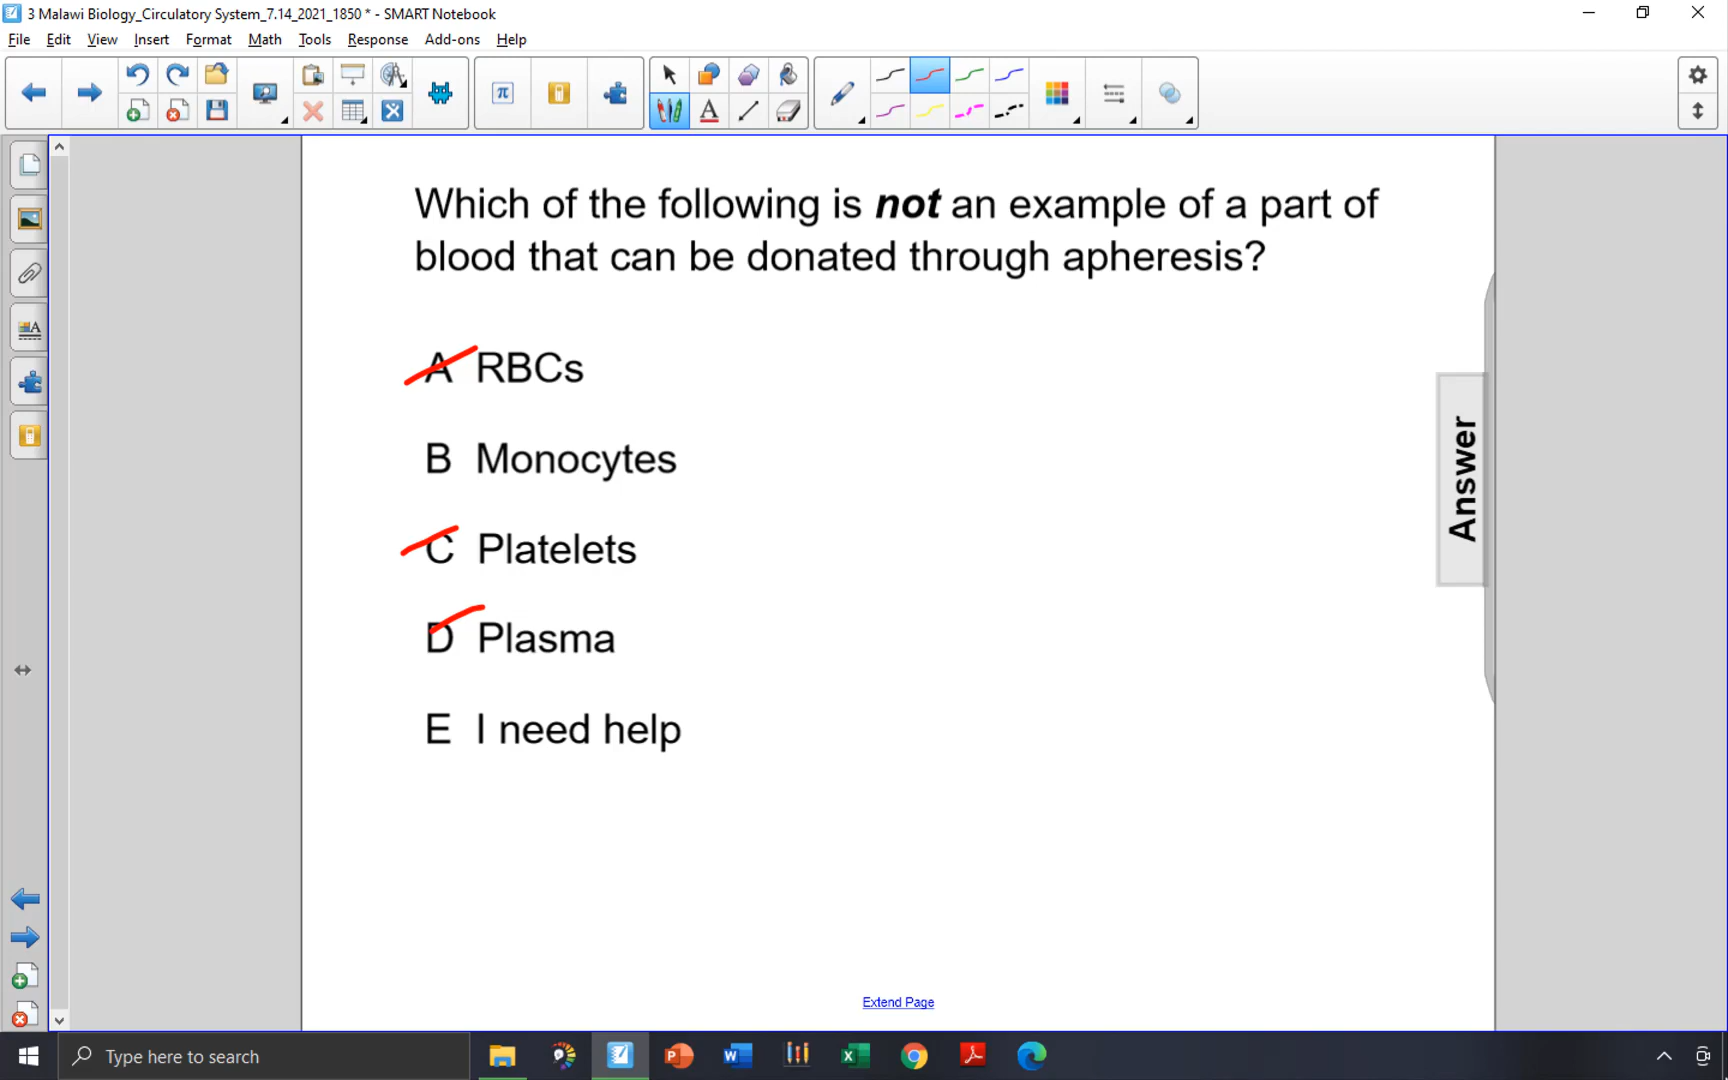 3 Malawi Biology_Circulatory System_7.14_2021_1850 * - SMART Notebook
File Edit View Insert Format Math Tools Response Add-ons Help
Which of the following is not an example of a part of
blood that can be donated through apheresis?
A RBCs
B Monocytes
C Platelets
D Plasma
E I need help
Answer
Extend Page
Type here to search